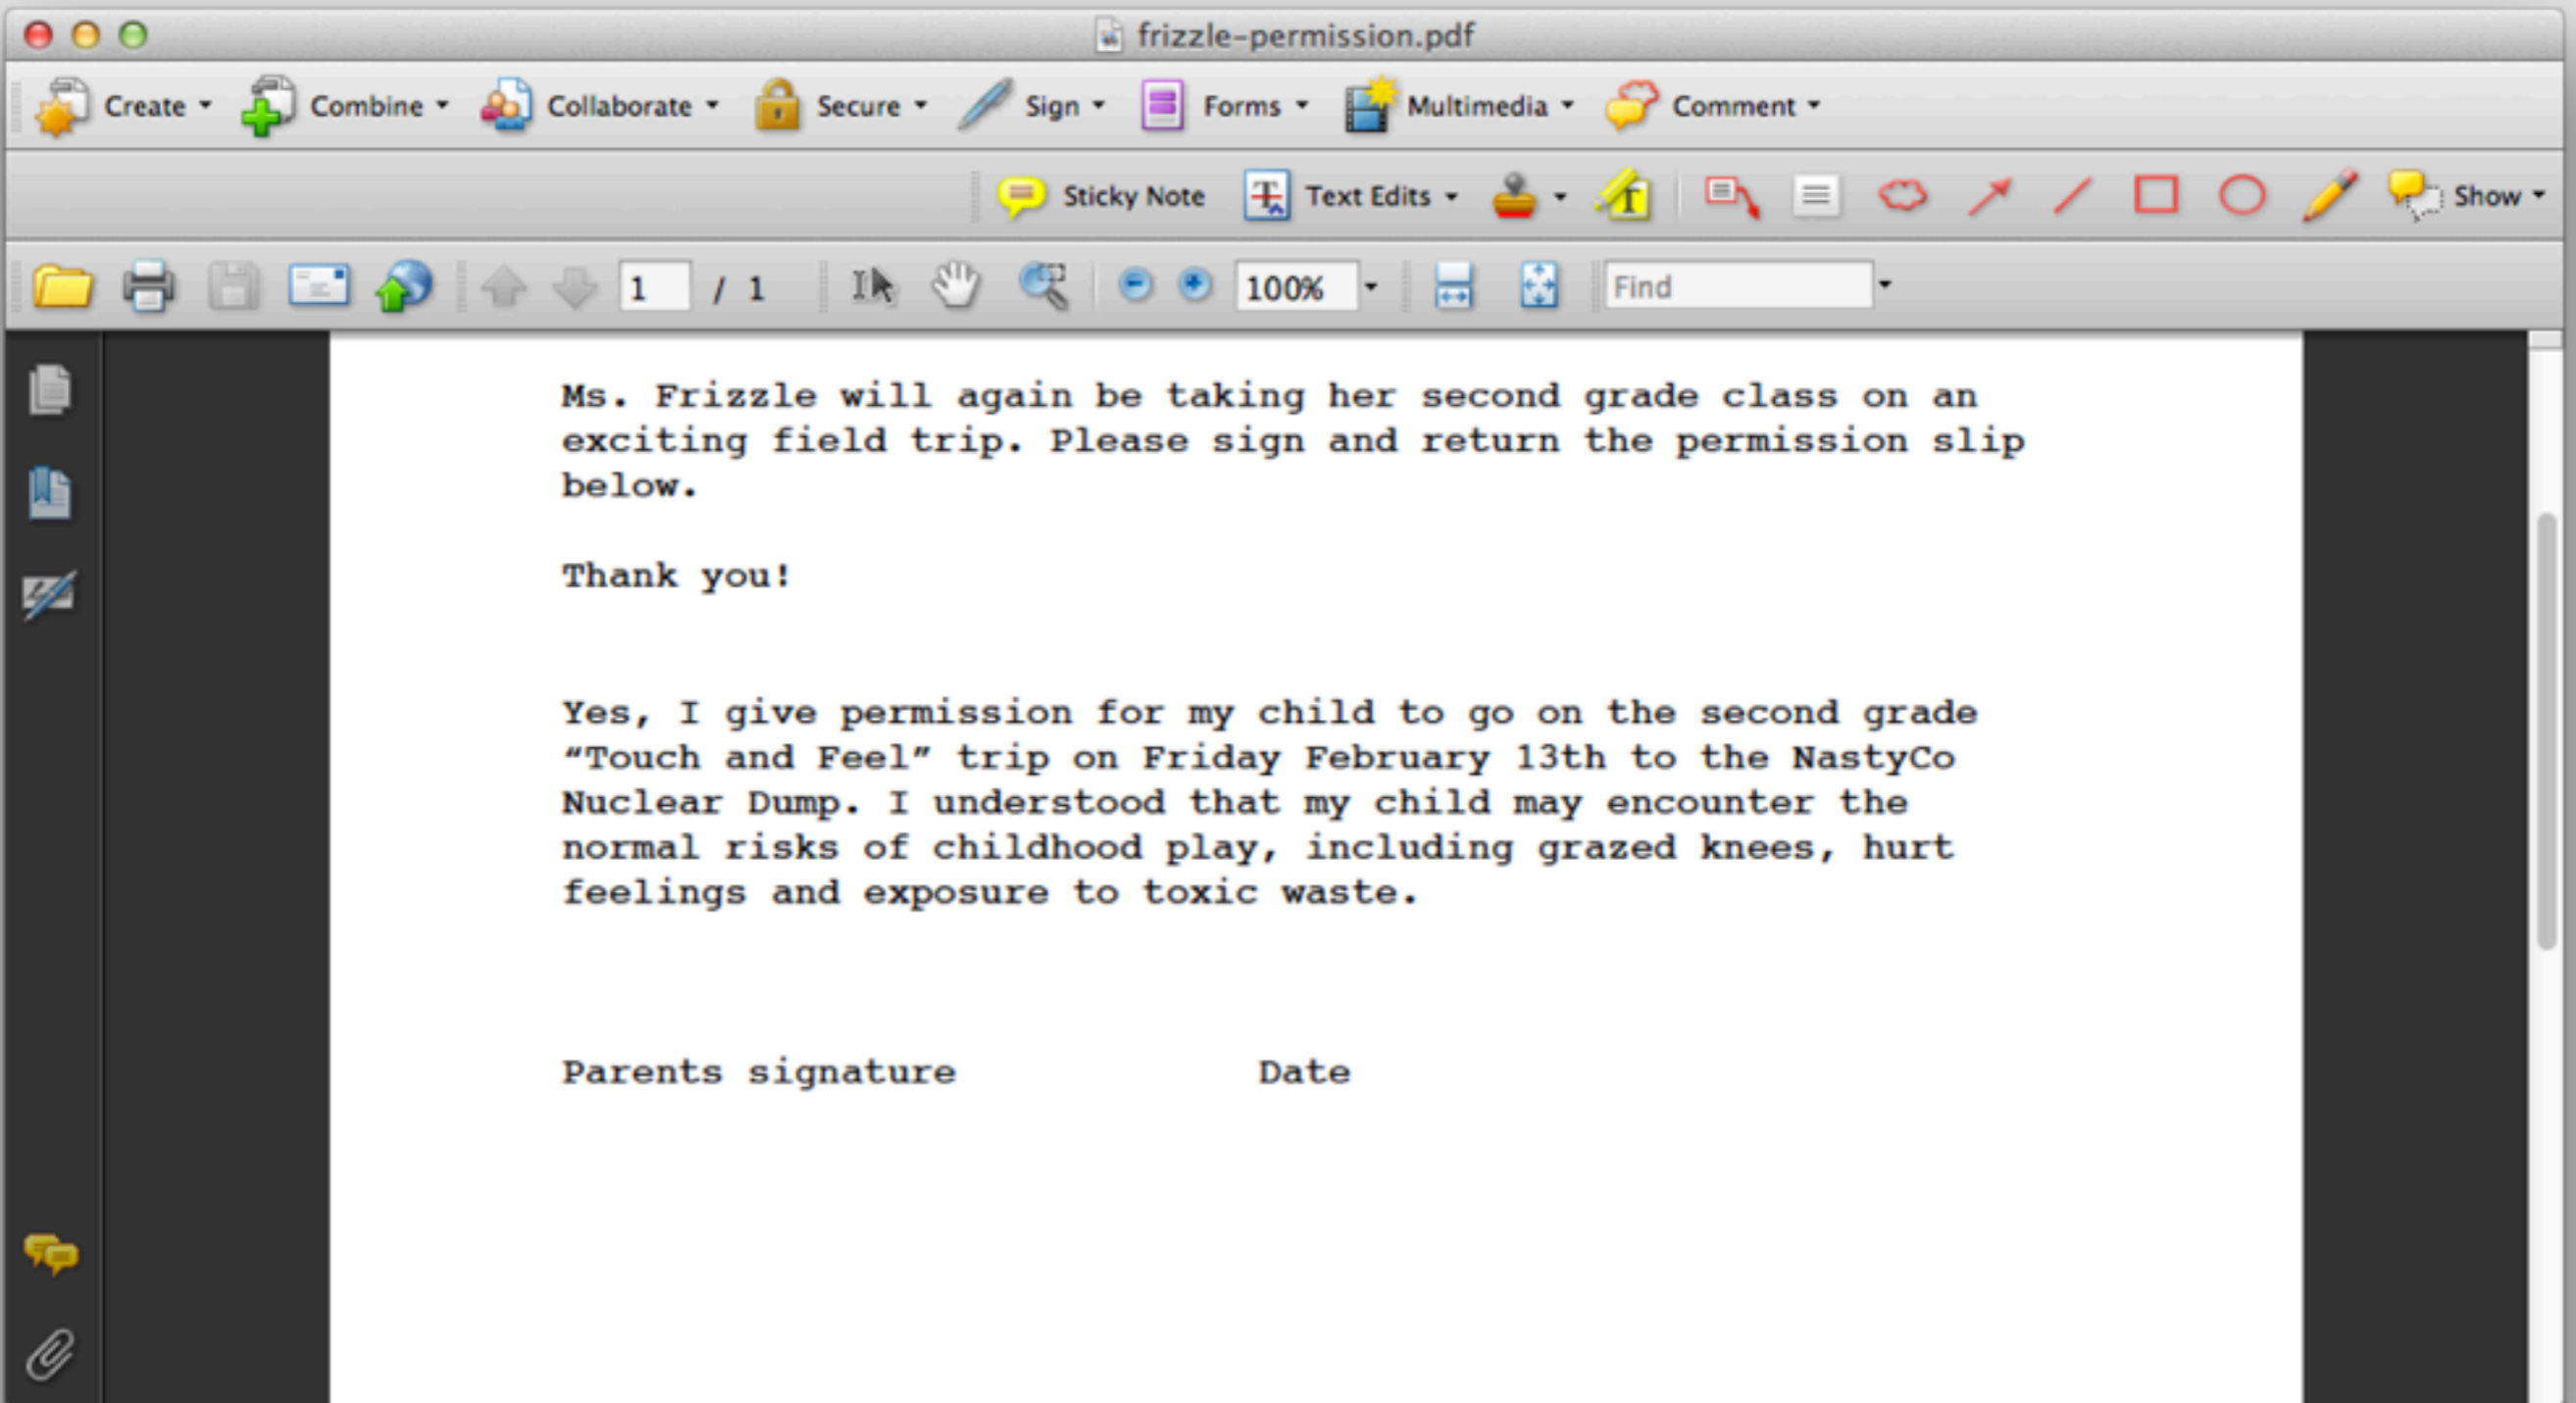 frizzle-permission.pdf
Create Combine Collaborate Secure Sign Forms Multimedia Comment
Sticky Note Text Edits Show
1 / 1 100% Find
Ms. Frizzle will again be taking her second grade class on an
exciting field trip. Please sign and return the permission slip
below.
Thank you!
Yes, I give permission for my child to go on the second grade
“Touch and Feel” trip on Friday February 13th to the NastyCo
Nuclear Dump. I understood that my child may encounter the
normal risks of childhood play, including grazed knees, hurt
feelings and exposure to toxic waste.
Parents signature Date